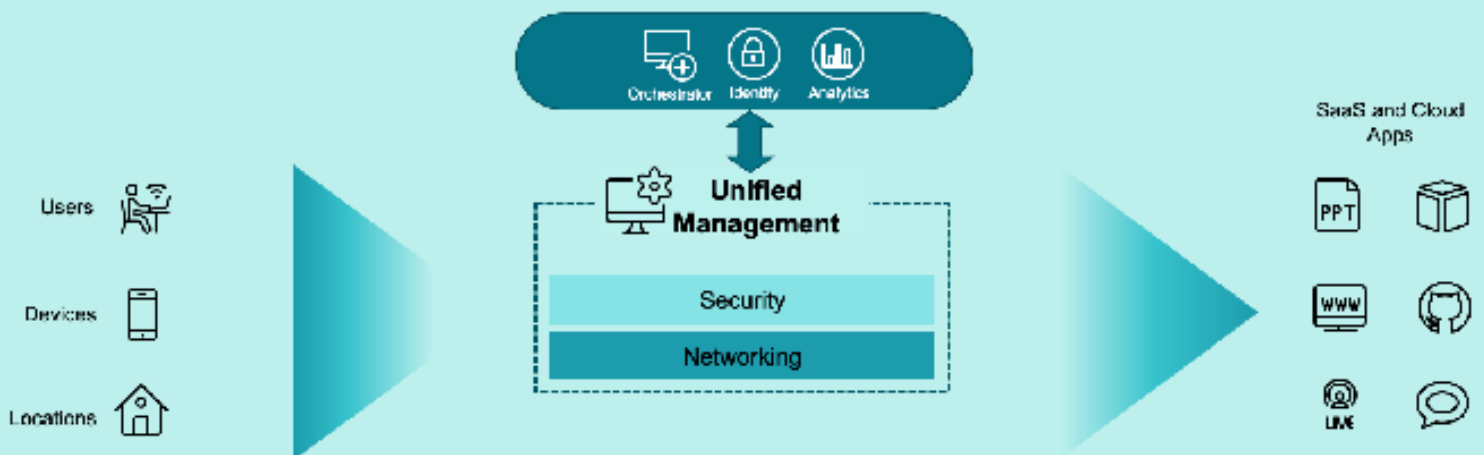 Orchestrator Identity Analytics
SaaS and Cloud
Apps
Unified
Management
Users
PPT
Security
Devices
WWW
Networking
Locations
LIVE